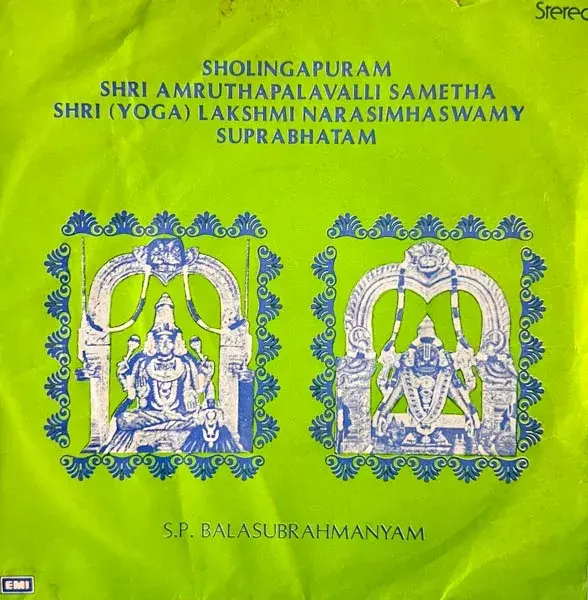 Stereo
SHOLINGAPURAM
SHRI AMRUTHAPALAVALLI SAMETHA
SHRI (YOGA) LAKSHMI NARASIMHASWAMY
SUPRABHATAM
S.P. BALASUBRAHMANYAM
EMI